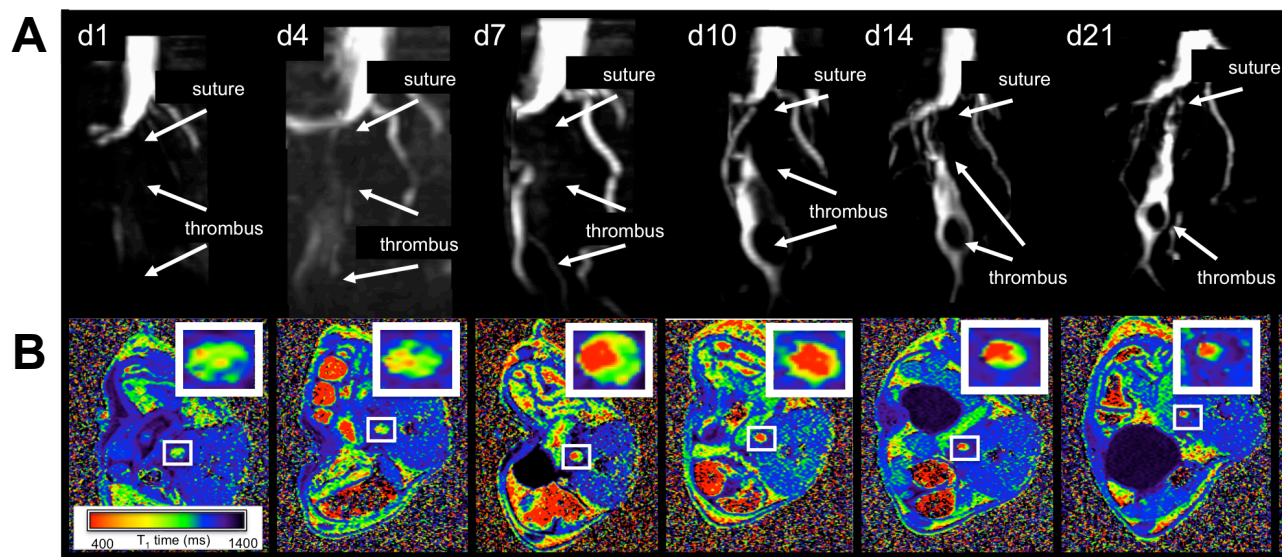 A
d1
d4
d7
d10
d14
d21
suture
suture
suture
suture
suture
suture
thrombus
thrombus
thrombus
thrombus
thrombus
thrombus
B
400
T1 time (ms)
1400